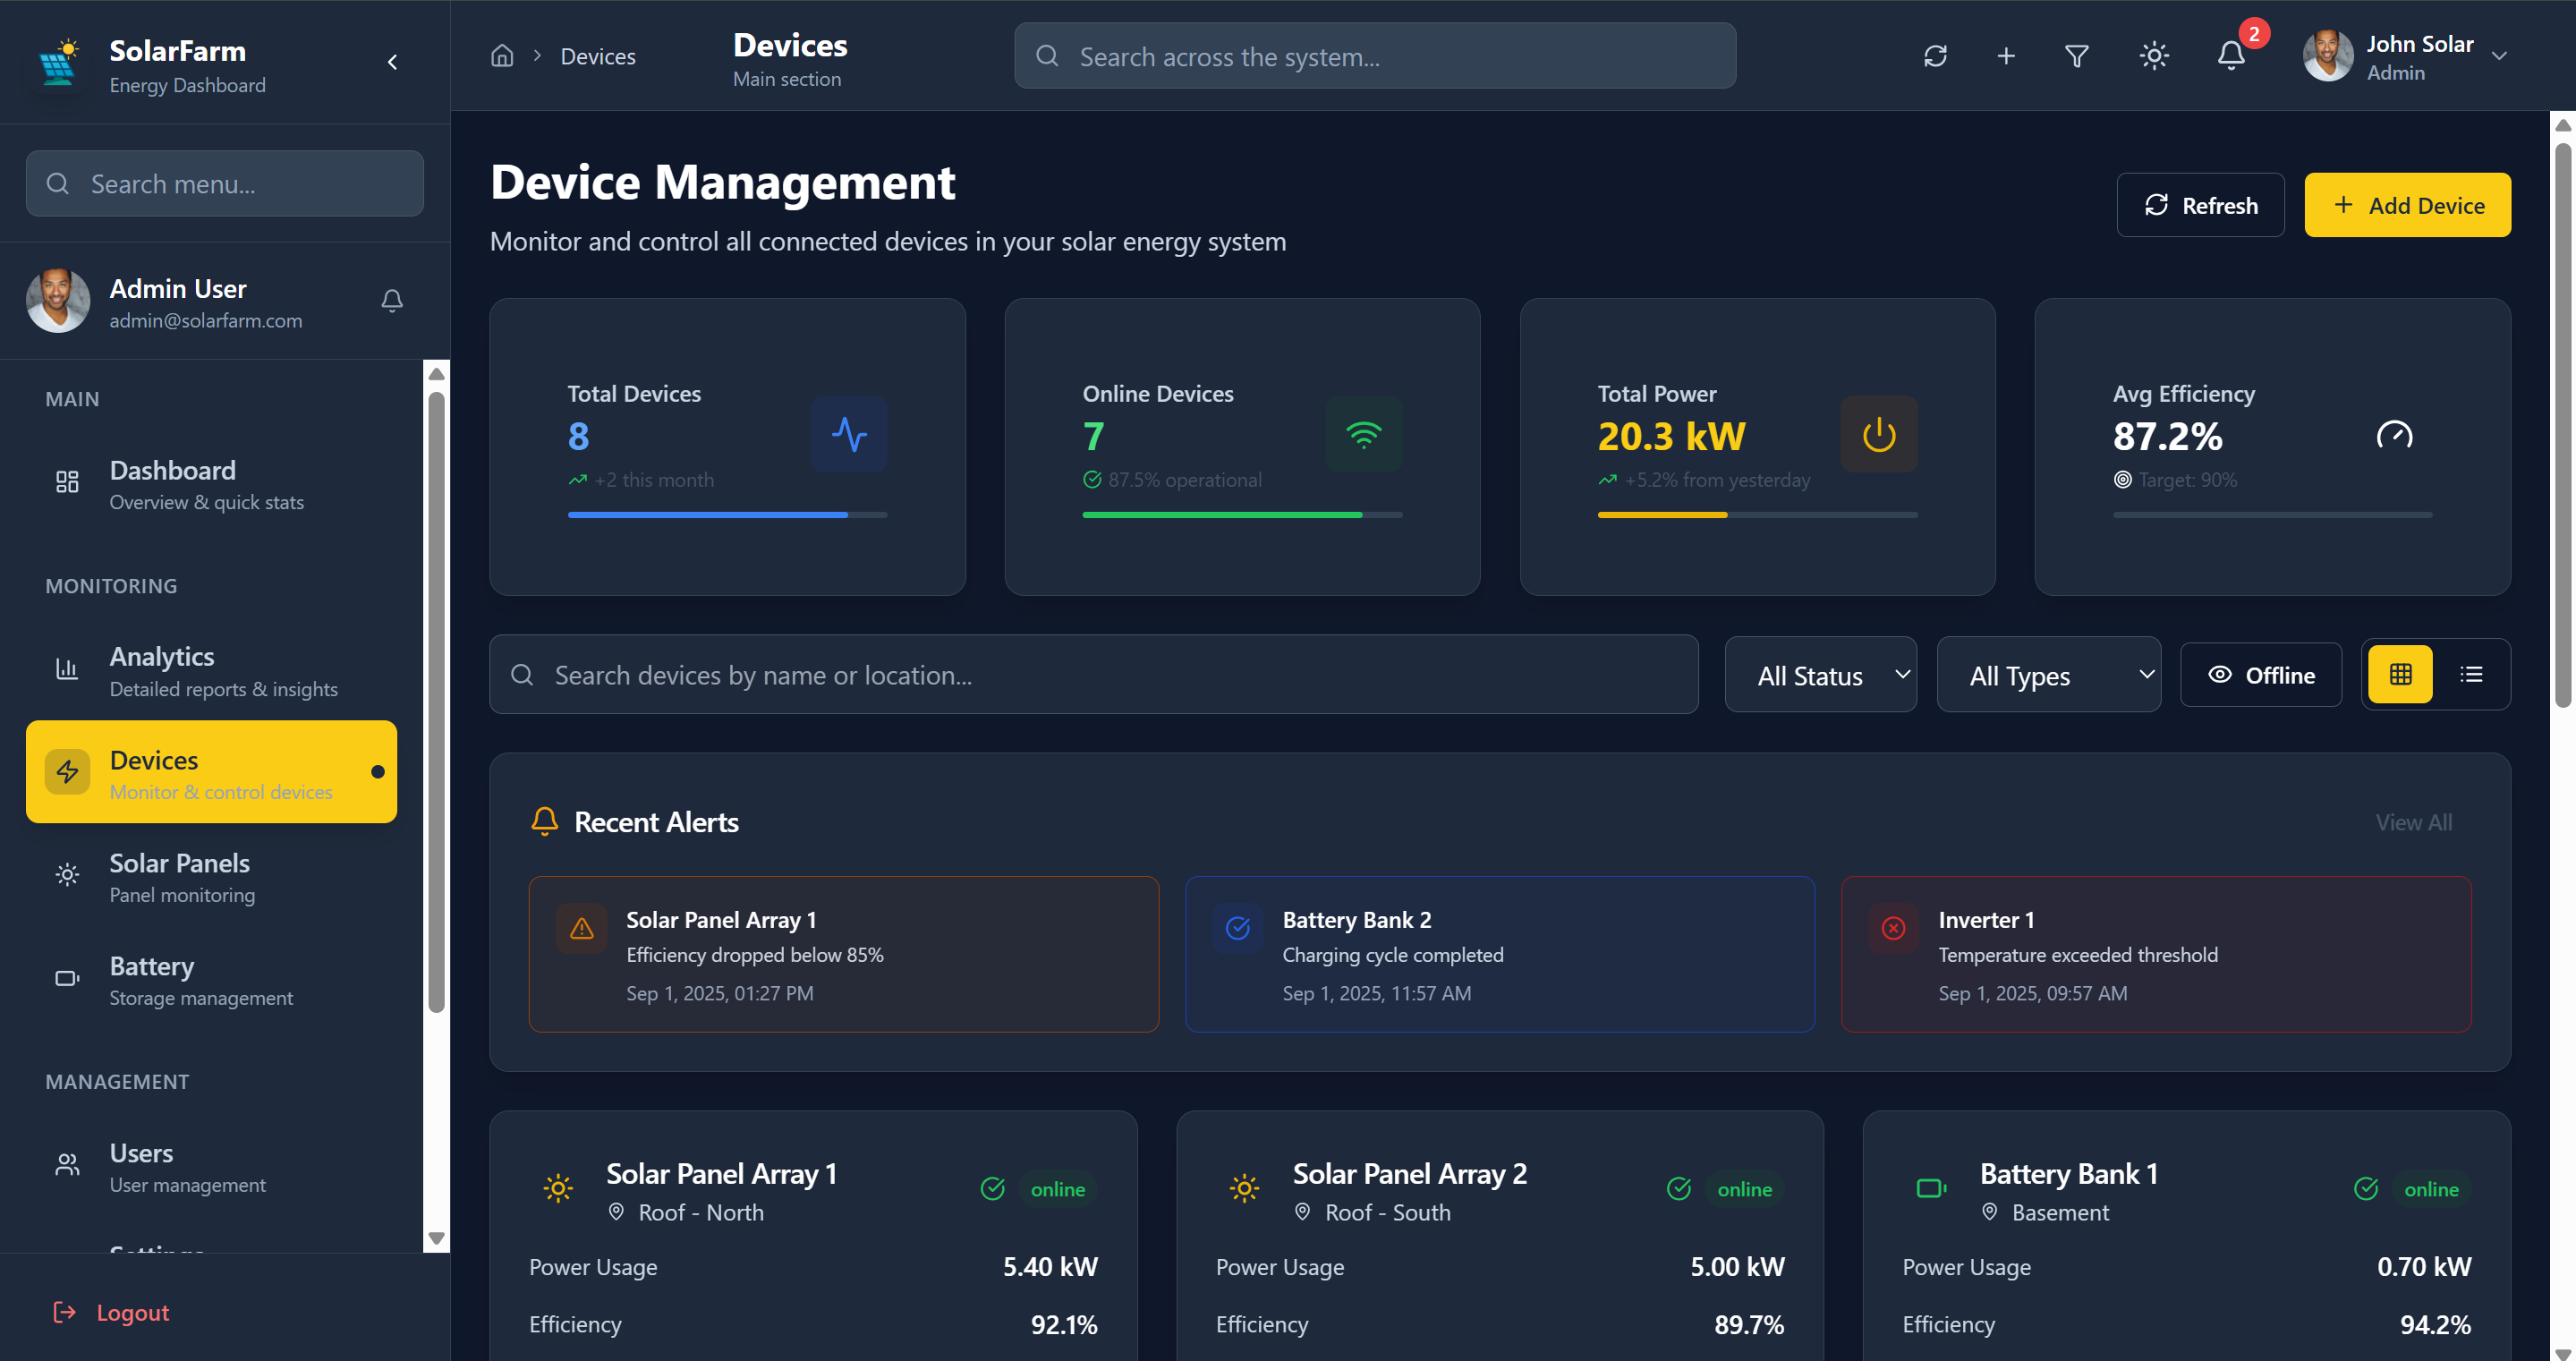 SolarFarm
Energy Dashboard
Search menu...
Admin User
admin@solarfarm.com
MAIN
Dashboard
Overview & quick stats
MONITORING
Analytics
Detailed reports & insights
Devices
Monitor & control devices
Solar Panels
Panel monitoring
Battery
Storage management
MANAGEMENT
Users
User management
Settings
Logout
Devices
Devices
Main section
Search across the system...
2
John Solar
Admin
Device Management
Monitor and control all connected devices in your solar energy system
Refresh
Add Device
Total Devices
8
+2 this month
Online Devices
7
87.5% operational
Total Power
20.3 kW
+5.2% from yesterday
Avg Efficiency
87.2%
Target: 90%
Search devices by name or location...
All Status
All Types
Offline
Recent Alerts
View All
Solar Panel Array 1
Efficiency dropped below 85%
Sep 1, 2025, 01:27 PM
Battery Bank 2
Charging cycle completed
Sep 1, 2025, 11:57 AM
Inverter 1
Temperature exceeded threshold
Sep 1, 2025, 09:57 AM
Solar Panel Array 1
online
Roof - North
Power Usage 5.40 kW
Efficiency 92.1%
Solar Panel Array 2
online
Roof - South
Power Usage 5.00 kW
Efficiency 89.7%
Battery Bank 1
online
Basement
Power Usage 0.70 kW
Efficiency 94.2%